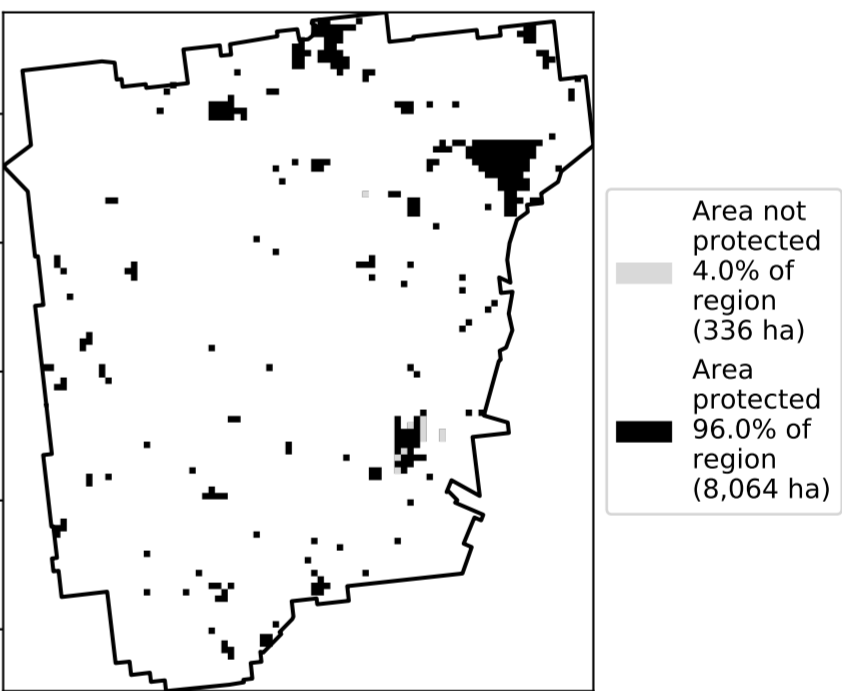 Area not
protected
4.0% of
region
(336 ha)
Area
protected
96.0% of
region
(8,064 ha)